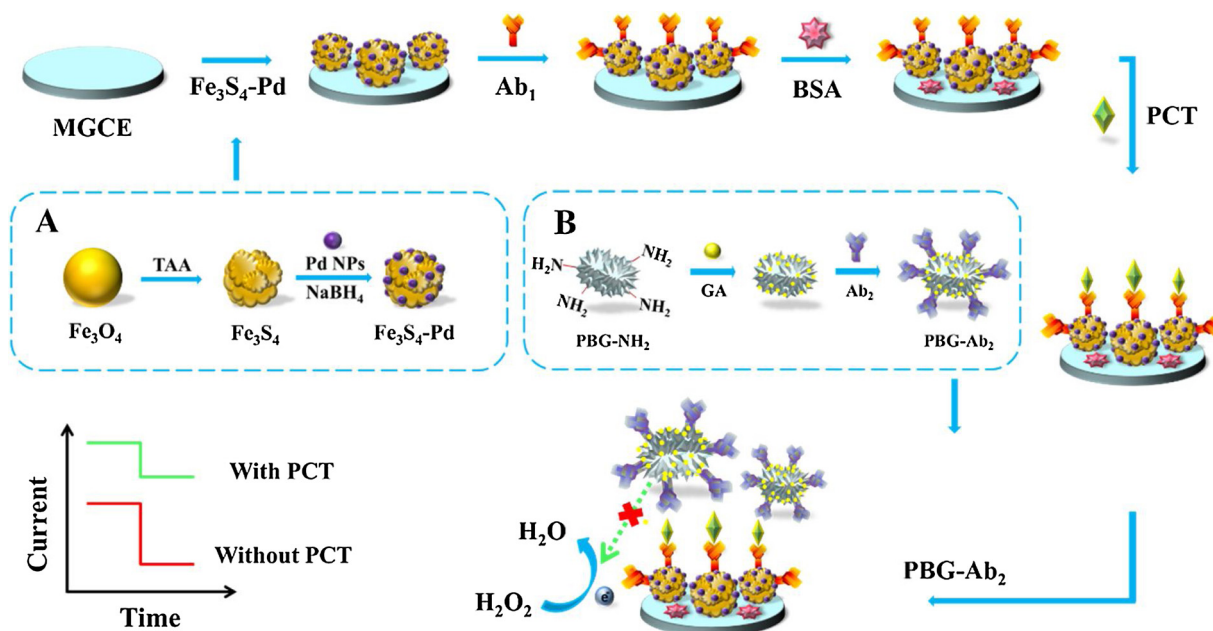 MGCE
Fe₃S₄-Pd
Ab₁
BSA
PCT
A
TAA
Pd NPs
NaBH₄
Fe₃O₄
Fe₃S₄
Fe₃S₄-Pd
B
H₂N
NH₂
NH₂
NH₂
PBG-NH₂
GA
Ab₂
PBG-Ab₂
Current
With PCT
Without PCT
Time
H₂O
H₂O₂
e⁻
PBG-Ab₂